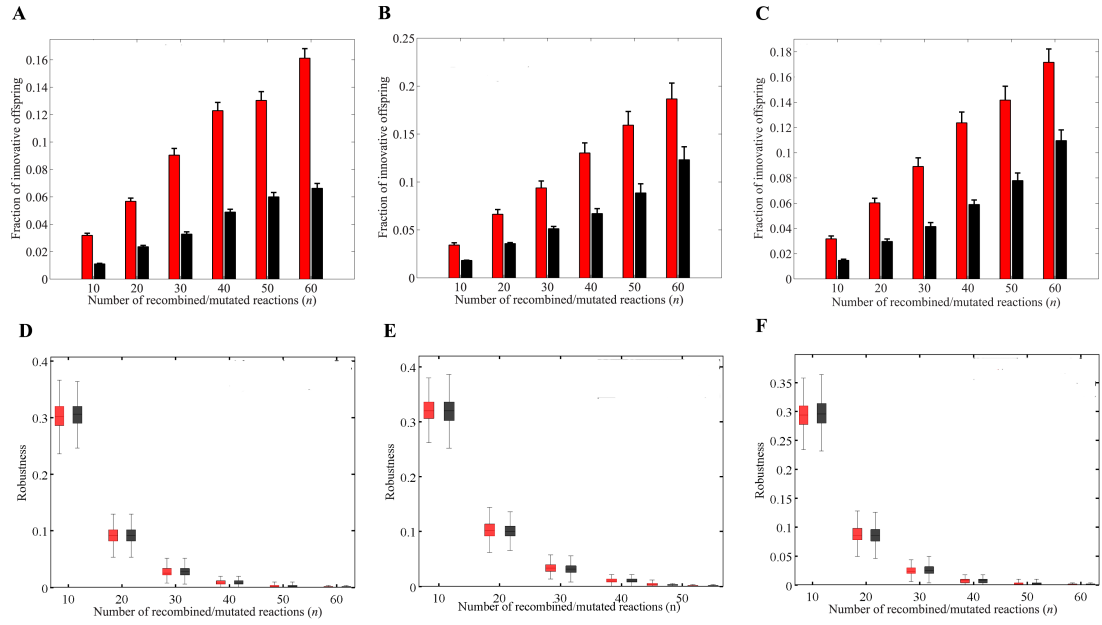 A
B
C
0.16
0.14
0.12
0.1
0.08
0.06
0.04
0.02
0
Fraction of innovative offspring
10 20 30 40 50 60
Number of recombined/mutated reactions (n)
0.25
0.2
0.15
0.1
0.05
0
Fraction of innovative offspring
10 20 30 40 50 60
Number of recombined/mutated reactions (n)
0.18
0.16
0.14
0.12
0.1
0.08
0.06
0.04
0.02
0
Fraction of innovative offspring
10 20 30 40 50 60
Number of recombined/mutated reactions (n)
D
E
F
0.4
0.3
0.2
0.1
0
Robustness
10 20 30 40 50 60
Number of recombined/mutated reactions (n)
0.4
0.3
0.2
0.1
0
Robustness
10 20 30 40 50
Number of recombined/mutated reactions (n)
0.35
0.3
0.25
0.2
0.15
0.1
0.05
0
Robustness
10 20 30 40 50 60
Number of recombined/mutated reactions (n)